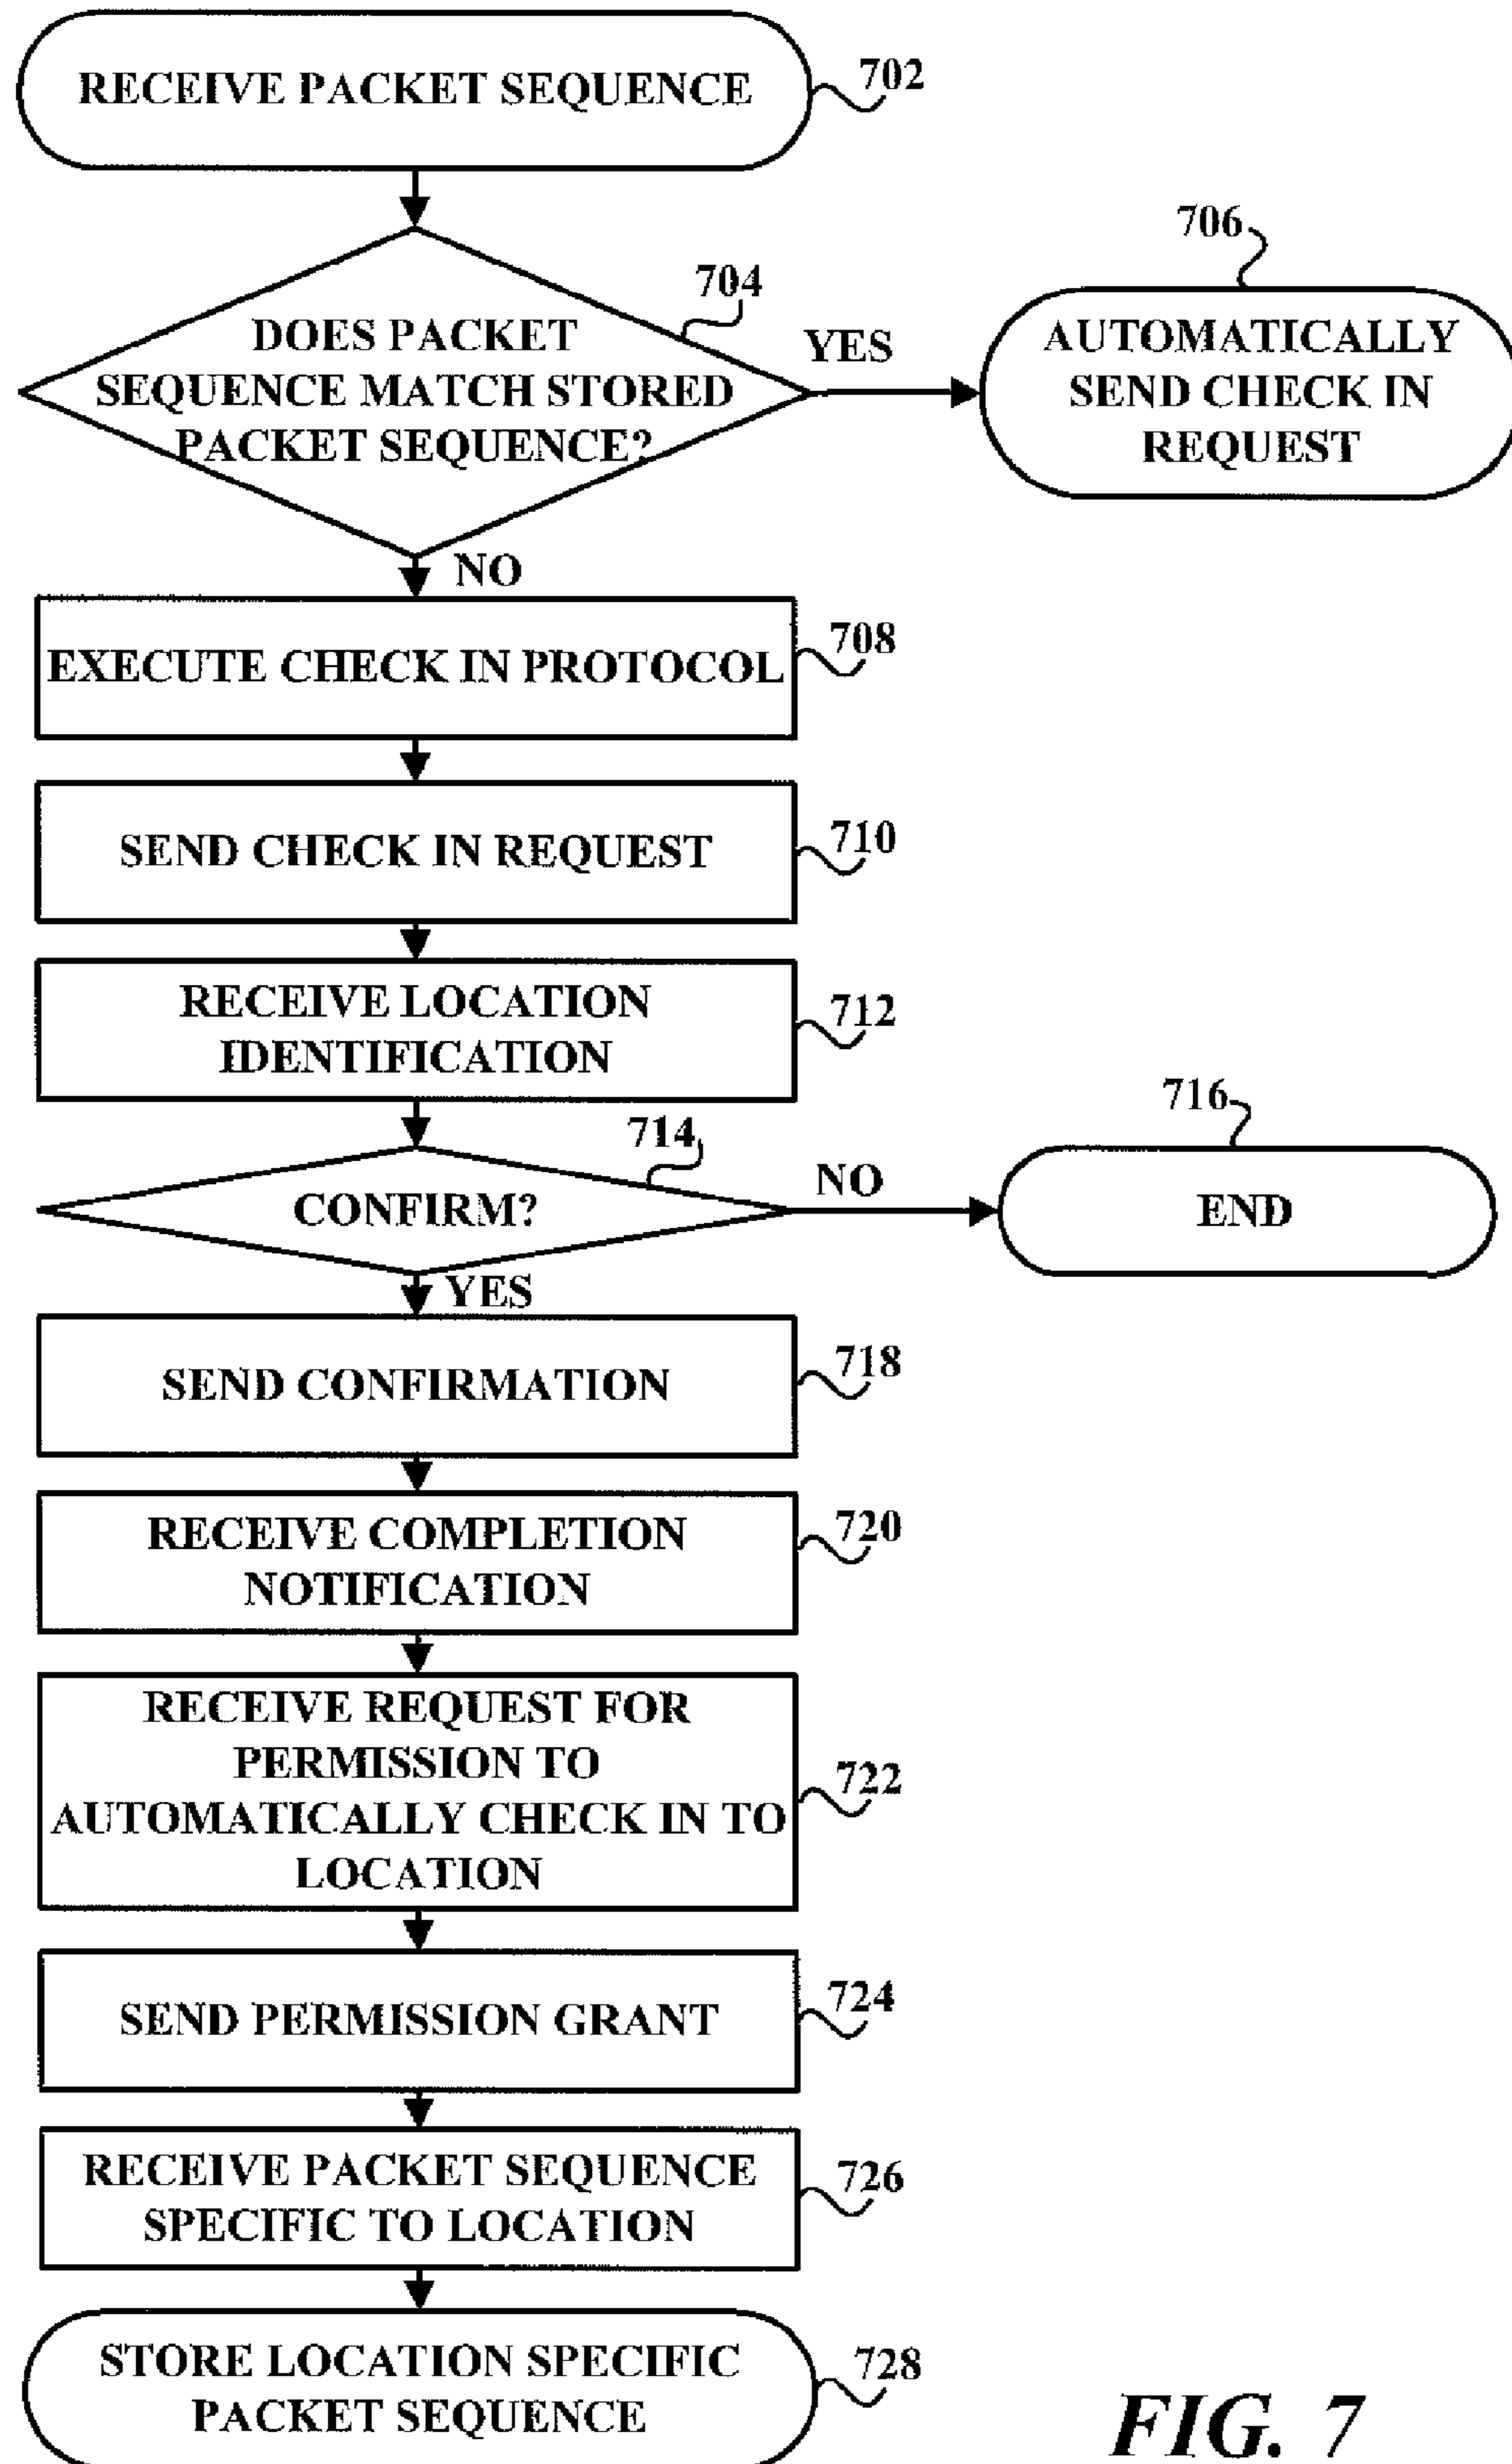 RECEIVE PACKET SEQUENCE
702
DOES PACKET
SEQUENCE MATCH STORED
PACKET SEQUENCE?
704
YES
706
AUTOMATICALLY
SEND CHECK IN
REQUEST
NO
EXECUTE CHECK IN PROTOCOL
708
SEND CHECK IN REQUEST
710
RECEIVE LOCATION
IDENTIFICATION
712
CONFIRM?
714
NO
716
END
YES
SEND CONFIRMATION
718
RECEIVE COMPLETION
NOTIFICATION
720
RECEIVE REQUEST FOR
PERMISSION TO
AUTOMATICALLY CHECK IN TO
LOCATION
722
SEND PERMISSION GRANT
724
RECEIVE PACKET SEQUENCE
SPECIFIC TO LOCATION
726
STORE LOCATION SPECIFIC
PACKET SEQUENCE
728
FIG. 7